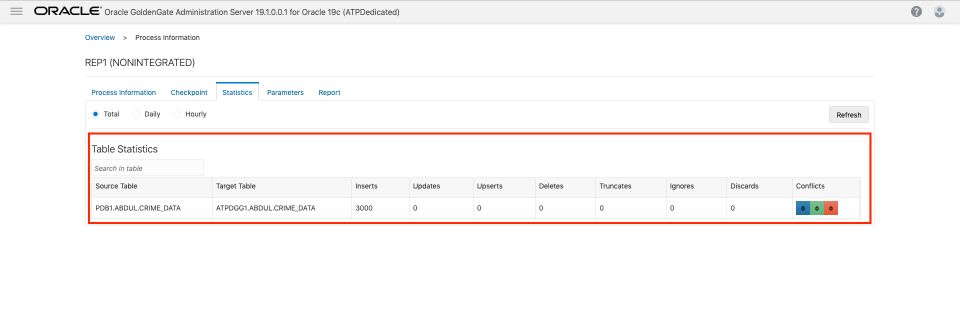 ORACLE® Oracle GoldenGate Administration Server 19.1.0.0.1 for Oracle 19c (ATPDedicated)
Overview > Process Information
REP1 (NONINTEGRATED)
Process Information Checkpoint Statistics Parameters Report
Total Daily Hourly Refresh
Table Statistics
Search in table
Source Table Target Table Inserts Updates Upserts Deletes Truncates Ignores Discards Conflicts
PDB1.ABDUL.CRIME_DATA ATPDGG1.ABDUL.CRIME_DATA 3000 0 0 0 0 0 0 0 0 0